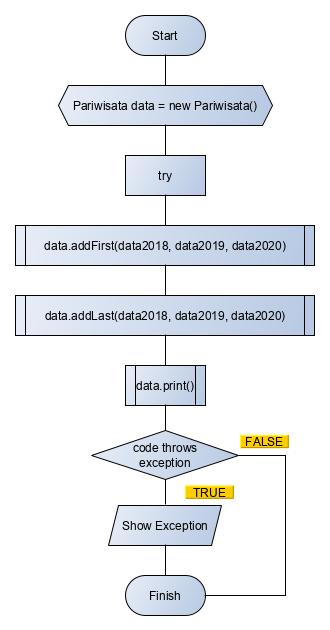 Start
Pariwisata data = new Pariwisata()
try
data.addFirst(data2018, data2019, data2020)
data.addLast(data2018, data2019, data2020)
data.print()
code throws
exception
FALSE
TRUE
Show Exception
Finish